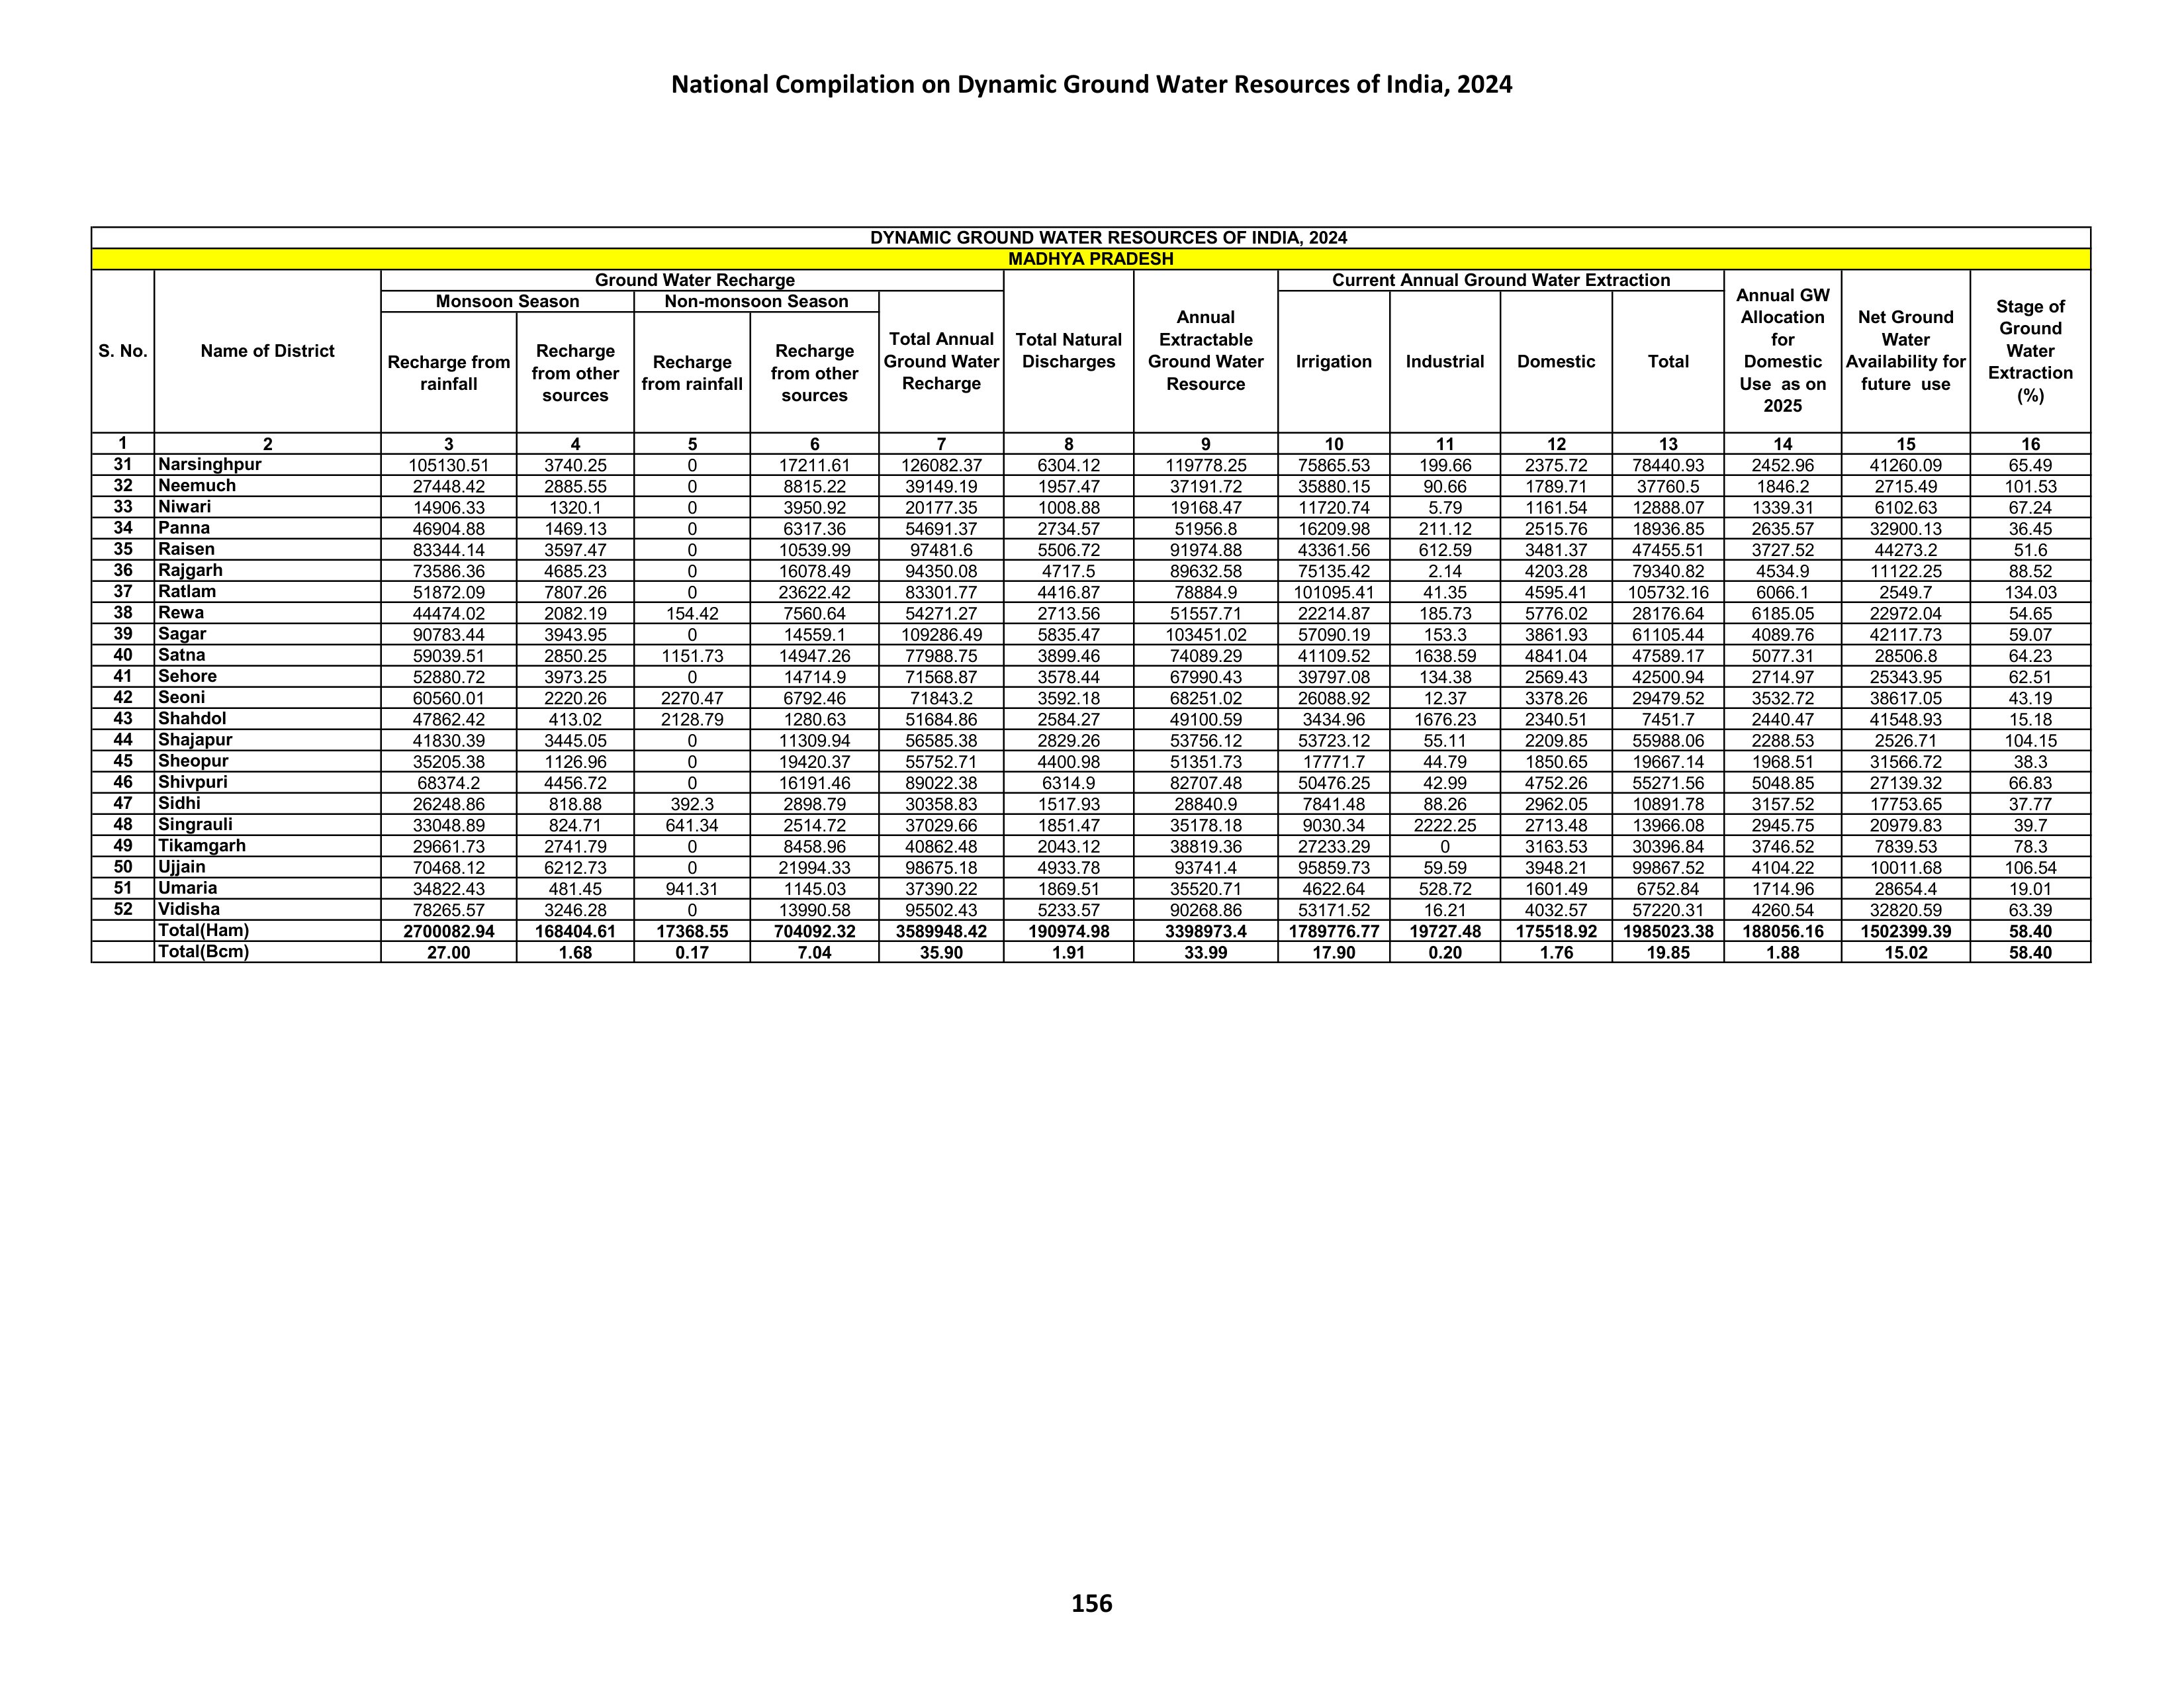 National Compilation on Dynamic Ground Water Resources of India, 2024
DYNAMIC GROUND WATER RESOURCES OF INDIA, 2024
MADHYA PRADESH
S. No. Name of District Ground Water Recharge Total Natural Discharges Annual Extractable Ground Water Resource Current Annual Ground Water Extraction Annual GW Allocation for Domestic Use as on 2025 Net Ground Water Availability for future use Stage of Ground Water Extraction (%)
Monsoon Season Non-monsoon Season Total Annual Ground Water Recharge Irrigation Industrial Domestic Total
Recharge from rainfall Recharge from other sources Recharge from rainfall Recharge from other sources
1 2 3 4 5 6 7 8 9 10 11 12 13 14 15 16
31 Narsinghpur 105130.51 3740.25 0 17211.61 126082.37 6304.12 119778.25 75865.53 199.66 2375.72 78440.93 2452.96 41260.09 65.49
32 Neemuch 27448.42 2885.55 0 8815.22 39149.19 1957.47 37191.72 35880.15 90.66 1789.71 37760.5 1846.2 2715.49 101.53
33 Niwari 14906.33 1320.1 0 3950.92 20177.35 1008.88 19168.47 11720.74 5.79 1161.54 12888.07 1339.31 6102.63 67.24
34 Panna 46904.88 1469.13 0 6317.36 54691.37 2734.57 51956.8 16209.98 211.12 2515.76 18936.85 2635.57 32900.13 36.45
35 Raisen 83344.14 3597.47 0 10539.99 97481.6 5506.72 91974.88 43361.56 612.59 3481.37 47455.51 3727.52 44273.2 51.6
36 Rajgarh 73586.36 4685.23 0 16078.49 94350.08 4717.5 89632.58 75135.42 2.14 4203.28 79340.82 4534.9 11122.25 88.52
37 Ratlam 51872.09 7807.26 0 23622.42 83301.77 4416.87 78884.9 101095.41 41.35 4595.41 105732.16 6066.1 2549.7 134.03
38 Rewa 44474.02 2082.19 154.42 7560.64 54271.27 2713.56 51557.71 22214.87 185.73 5776.02 28176.64 6185.05 22972.04 54.65
39 Sagar 90783.44 3943.95 0 14559.1 109286.49 5835.47 103451.02 57090.19 153.3 3861.93 61105.44 4089.76 42117.73 59.07
40 Satna 59039.51 2850.25 1151.73 14947.26 77988.75 3899.46 74089.29 41109.52 1638.59 4841.04 47589.17 5077.31 28506.8 64.23
41 Sehore 52880.72 3973.25 0 14714.9 71568.87 3578.44 67990.43 39797.08 134.38 2569.43 42500.94 2714.97 25343.95 62.51
42 Seoni 60560.01 2220.26 2270.47 6792.46 71843.2 3592.18 68251.02 26088.92 12.37 3378.26 29479.52 3532.72 38617.05 43.19
43 Shahdol 47862.42 413.02 2128.79 1280.63 51684.86 2584.27 49100.59 3434.96 1676.23 2340.51 7451.7 2440.47 41548.93 15.18
44 Shajapur 41830.39 3445.05 0 11309.94 56585.38 2829.26 53756.12 53723.12 55.11 2209.85 55988.06 2288.53 2526.71 104.15
45 Sheopur 35205.38 1126.96 0 19420.37 55752.71 4400.98 51351.73 17771.7 44.79 1850.65 19667.14 1968.51 31566.72 38.3
46 Shivpuri 68374.2 4456.72 0 16191.46 89022.38 6314.9 82707.48 50476.25 42.99 4752.26 55271.56 5048.85 27139.32 66.83
47 Sidhi 26248.86 818.88 392.3 2898.79 30358.83 1517.93 28840.9 7841.48 88.26 2962.05 10891.78 3157.52 17753.65 37.77
48 Singrauli 33048.89 824.71 641.34 2514.72 37029.66 1851.47 35178.18 9030.34 2222.25 2713.48 13966.08 2945.75 20979.83 39.7
49 Tikamgarh 29661.73 2741.79 0 8458.96 40862.48 2043.12 38819.36 27233.29 0 3163.53 30396.84 3746.52 7839.53 78.3
50 Ujjain 70468.12 6212.73 0 21994.33 98675.18 4933.78 93741.4 95859.73 59.59 3948.21 99867.52 4104.22 10011.68 106.54
51 Umaria 34822.43 481.45 941.31 1145.03 37390.22 1869.51 35520.71 4622.64 528.72 1601.49 6752.84 1714.96 28654.4 19.01
52 Vidisha 78265.57 3246.28 0 13990.58 95502.43 5233.57 90268.86 53171.52 16.21 4032.57 57220.31 4260.54 32820.59 63.39
Total(Ham) 2700082.94 168404.61 17368.55 704092.32 3589948.42 190974.98 3398973.4 1789776.77 19727.48 175518.92 1985023.38 188056.16 1502399.39 58.40
Total(Bcm) 27.00 1.68 0.17 7.04 35.90 1.91 33.99 17.90 0.20 1.76 19.85 1.88 15.02 58.40
156